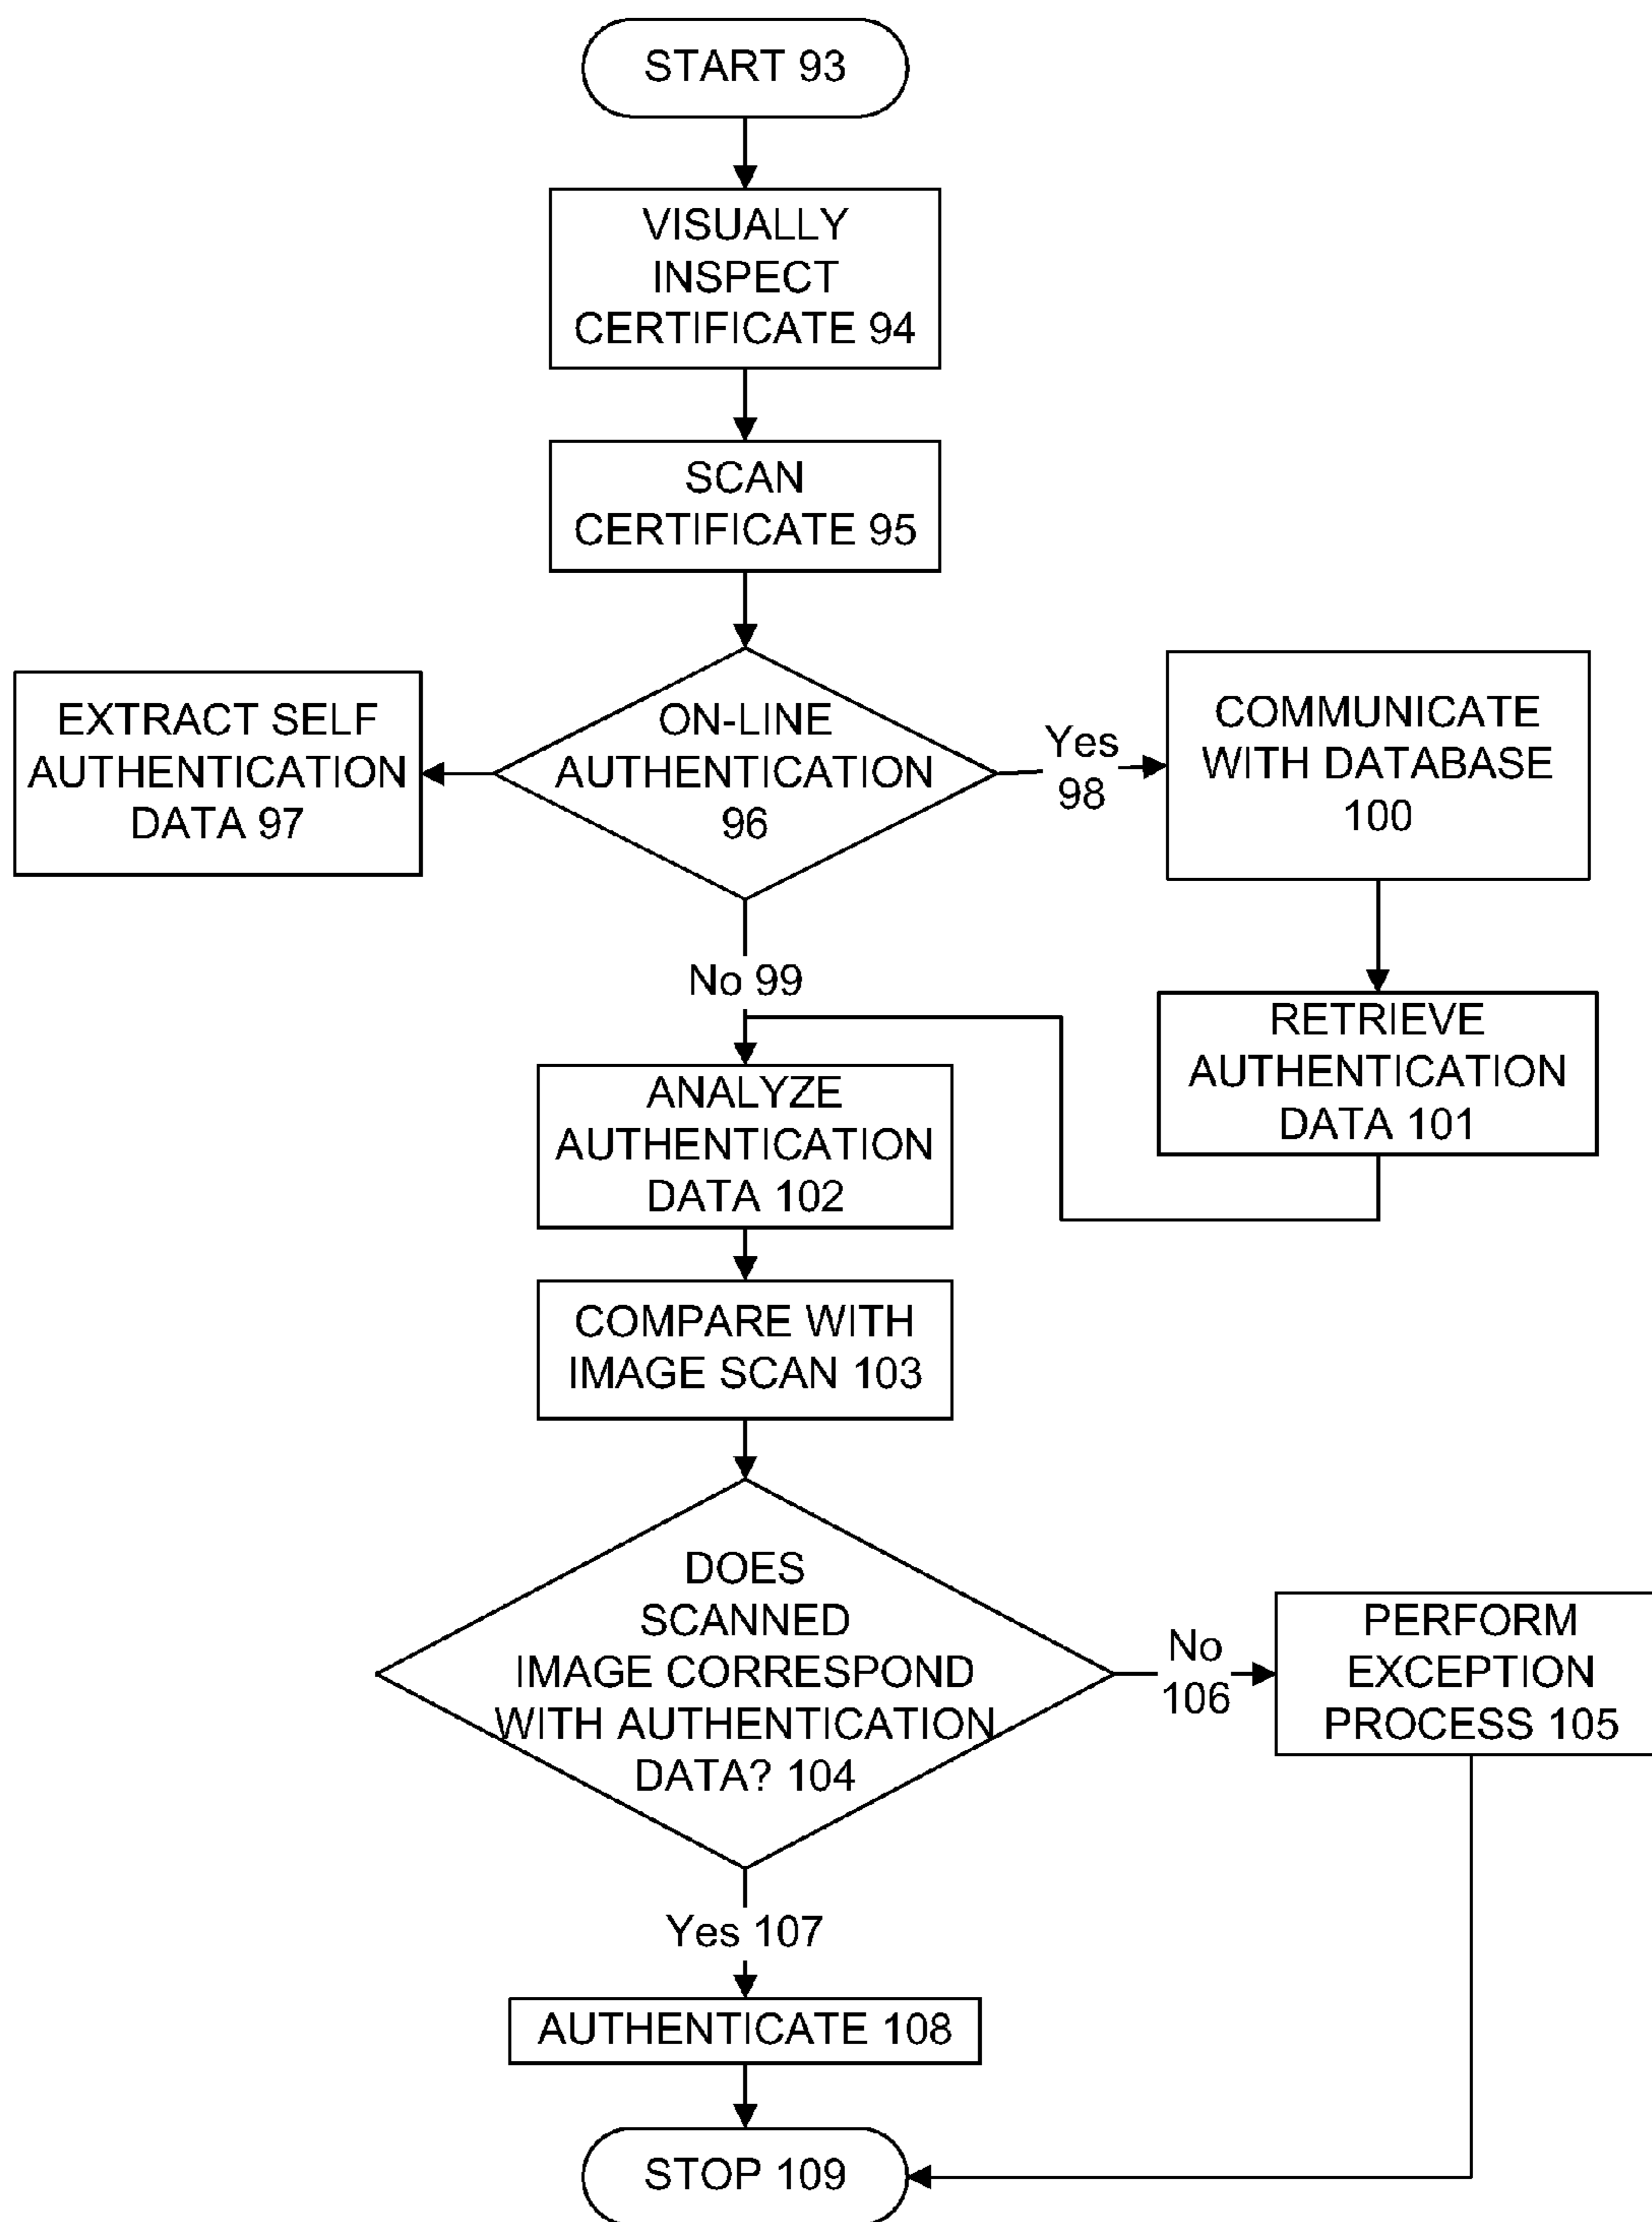 START 93
VISUALLY
INSPECT
CERTIFICATE 94
SCAN
CERTIFICATE 95
EXTRACT SELF
AUTHENTICATION
DATA 97
ON-LINE
AUTHENTICATION
96
Yes
98
COMMUNICATE
WITH DATABASE
100
No 99
RETRIEVE
AUTHENTICATION
DATA 101
ANALYZE
AUTHENTICATION
DATA 102
COMPARE WITH
IMAGE SCAN 103
DOES
SCANNED
IMAGE CORRESPOND
WITH AUTHENTICATION
DATA? 104
No
106
PERFORM
EXCEPTION
PROCESS 105
Yes 107
AUTHENTICATE 108
STOP 109